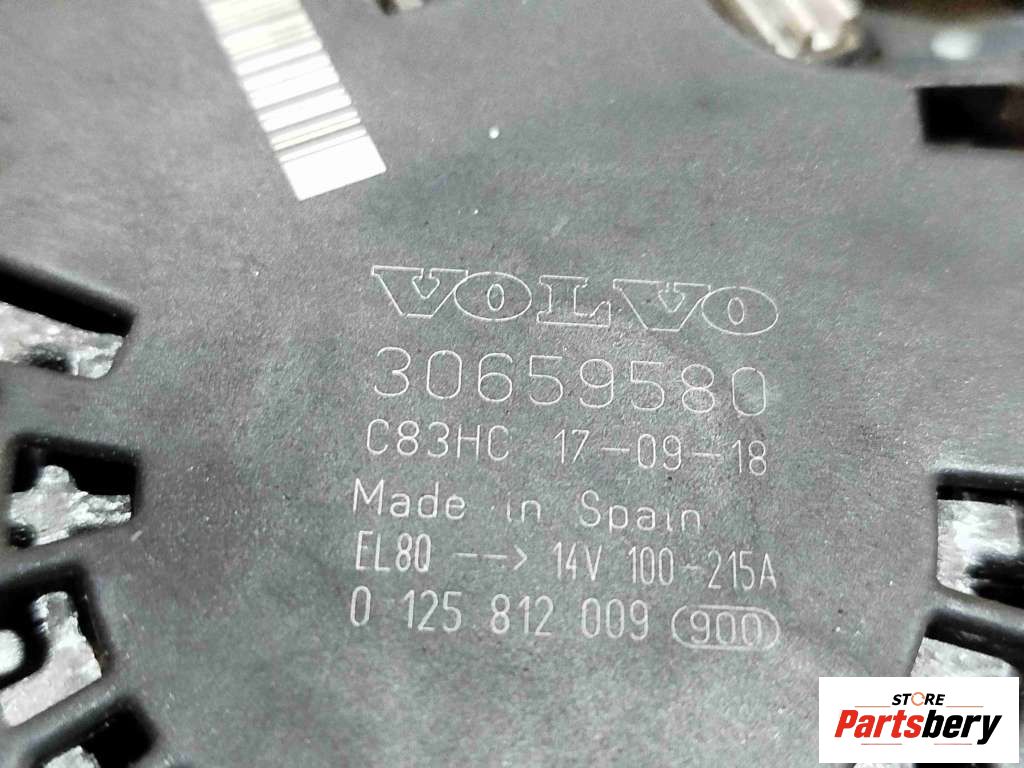 VOLVO
30659580
C83HC 17-09-18
Made in Spain
EL8Q --> 14V 100-215A
0 125 812 009 900
STORE
Partsbery